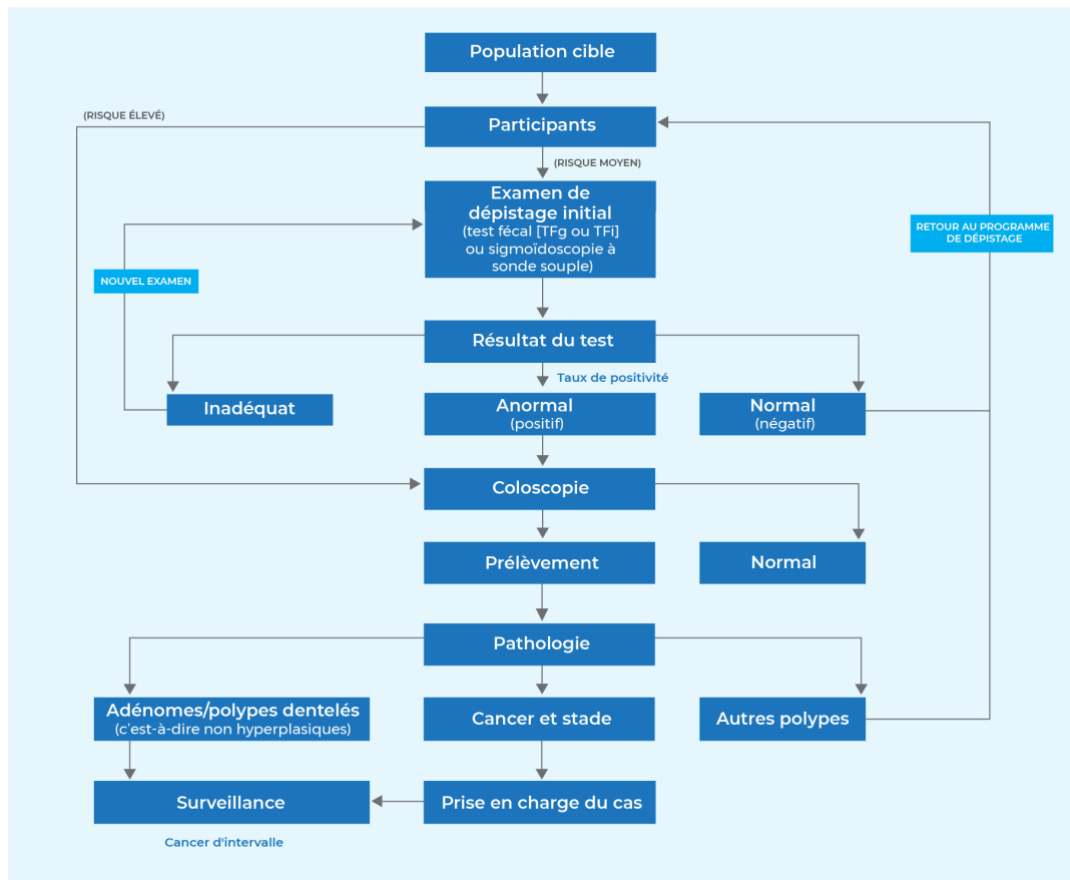 Population cible
(RISQUE ÉLEVÉ)
Participants
(RISQUE MOYEN)
Examen de
dépistage initial
(test fécal [TFg ou TFi]
ou sigmoïdoscopie à
sonde souple)
RETOUR AU PROGRAMME
DE DÉPISTAGE
NOUVEL EXAMEN
Résultat du test
Taux de positivité
Inadéquat
Anormal
(positif)
Normal
(négatif)
Coloscopie
Prélèvement
Normal
Pathologie
Adénomes/polypes dentelés
(c'est-à-dire non hyperplasiques)
Cancer et stade
Autres polypes
Surveillance
Prise en charge du cas
Cancer d'intervalle